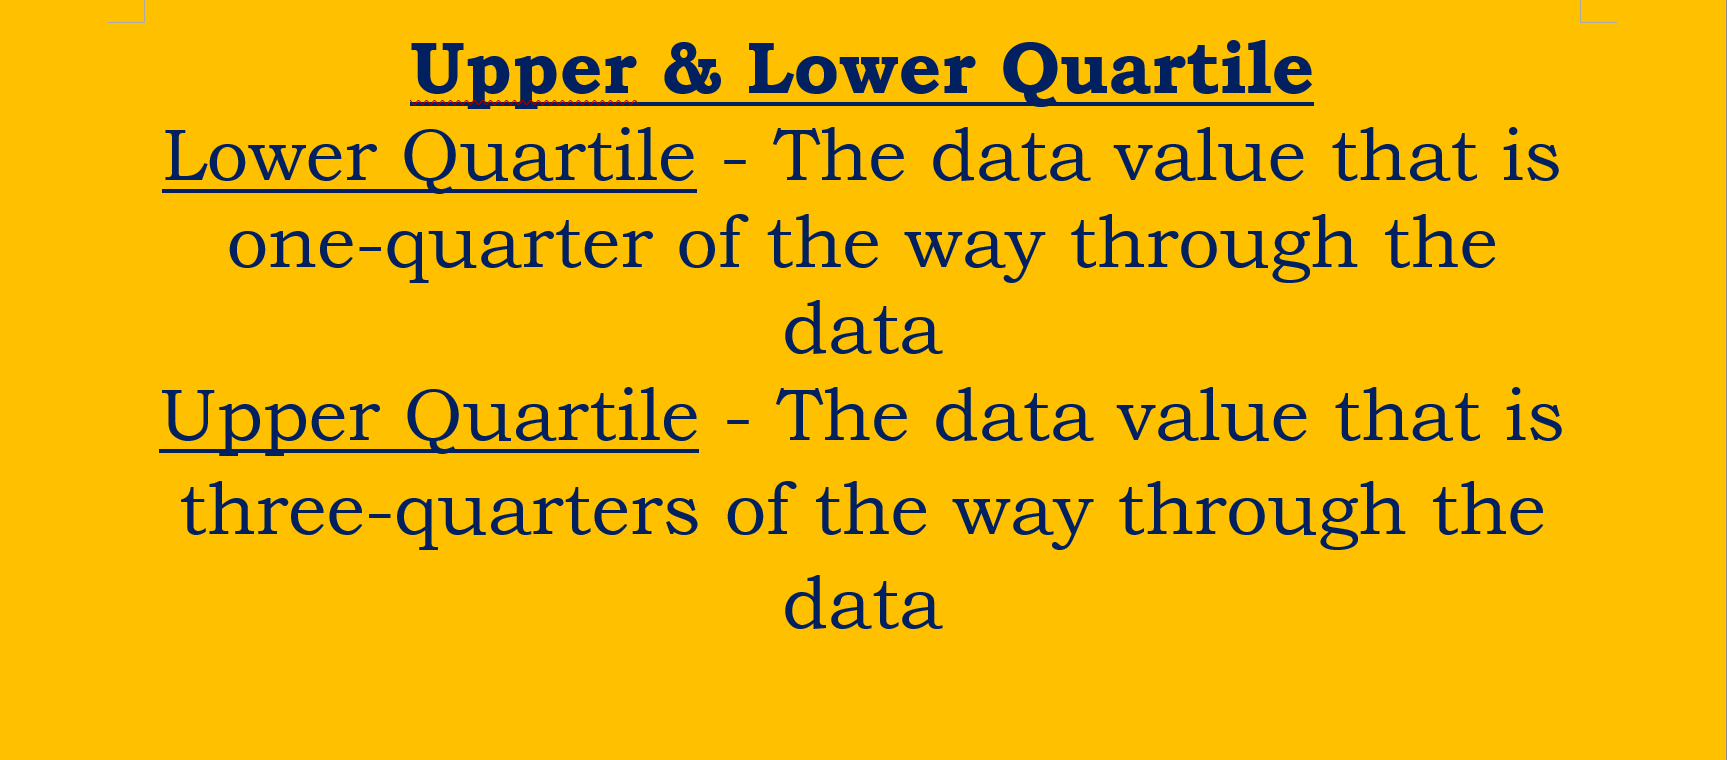 Upper & Lower Quartile
Lower Quartile - The data value that is
one-quarter of the way through the
data
Upper Quartile - The data value that is
three-quarters of the way through the
data